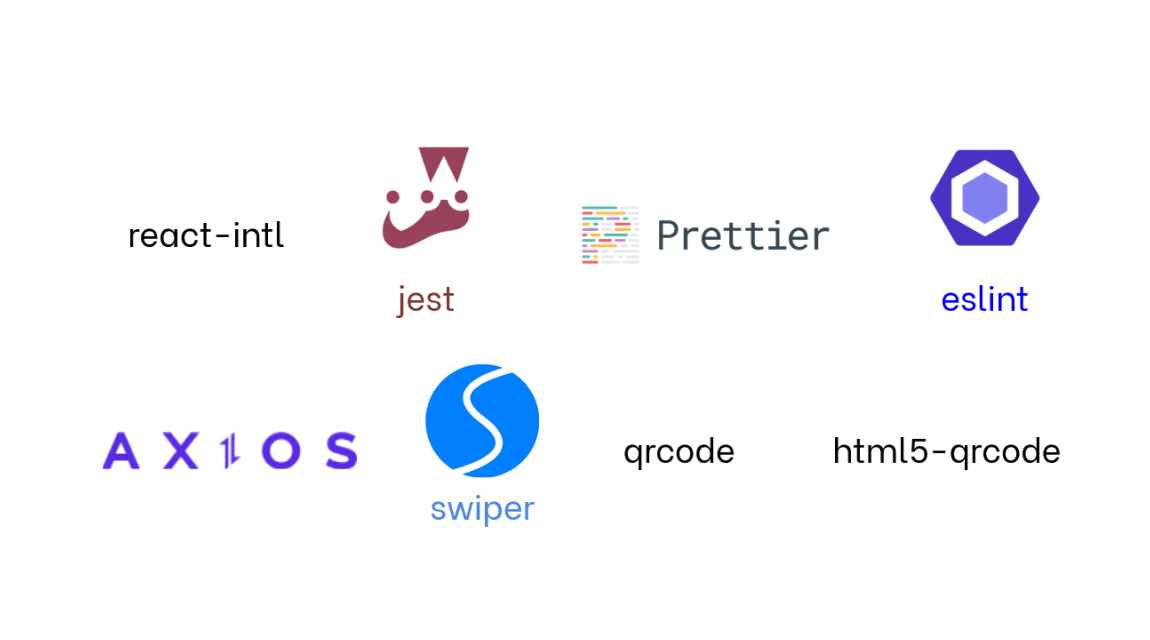 react-intl
jest
Prettier
eslint
AXIOS
swiper
qrcode
html5-qrcode